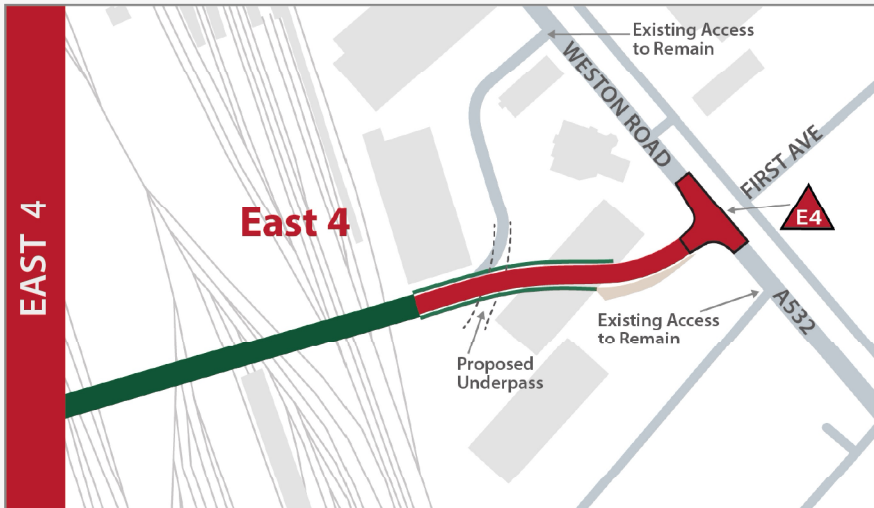 EAST 4
Existing Access
to Remain
WESTON ROAD
FIRST AVE
East 4
E4
A532
Existing Access
to Remain
Proposed
Underpass